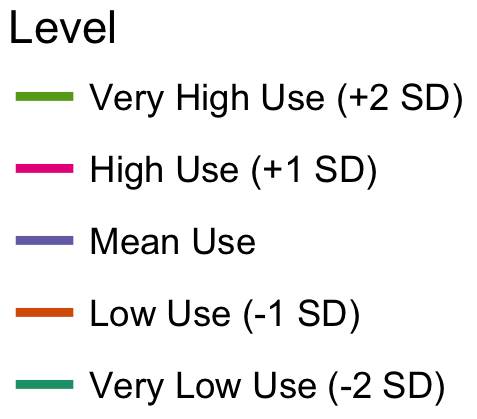 Level
Very High Use (+2 SD)
High Use (+1 SD)
Mean Use
Low Use (-1 SD)
Very Low Use (-2 SD)